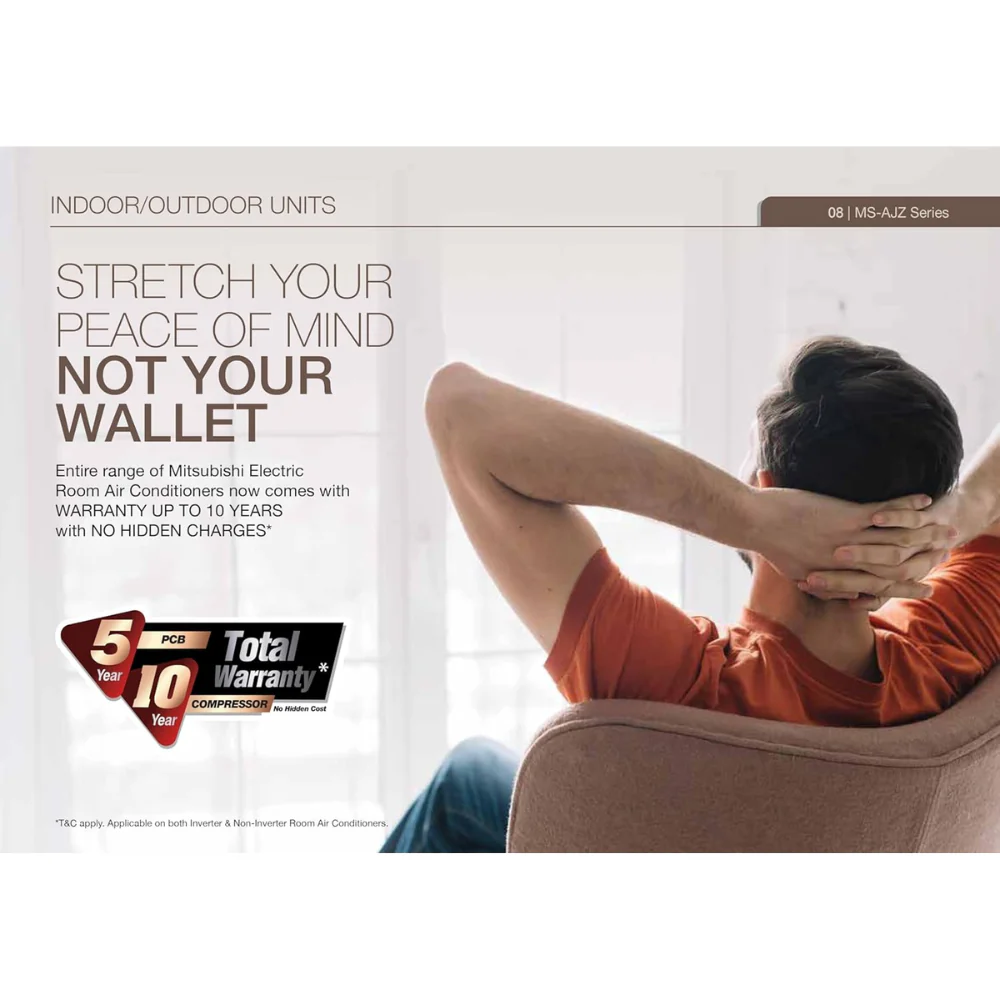 INDOOR/OUTDOOR UNITS
08 | MS-AJZ Series
STRETCH YOUR
PEACE OF MIND
NOT YOUR
WALLET
Entire range of Mitsubishi Electric
Room Air Conditioners now comes with
WARRANTY UP TO 10 YEARS
with NO HIDDEN CHARGES*
5 Year
PCB
Total
Warranty*
10 Year
COMPRESSOR
No Hidden Cost
*T&C apply. Applicable on both Inverter & Non-Inverter Room Air Conditioners.